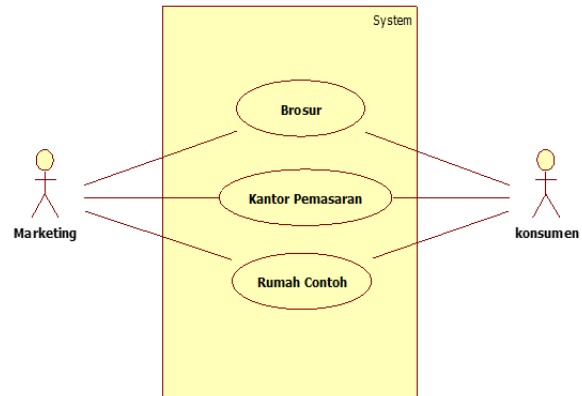 System
Brosur
Kantor Pemasaran
Marketing
konsumen
Rumah Contoh